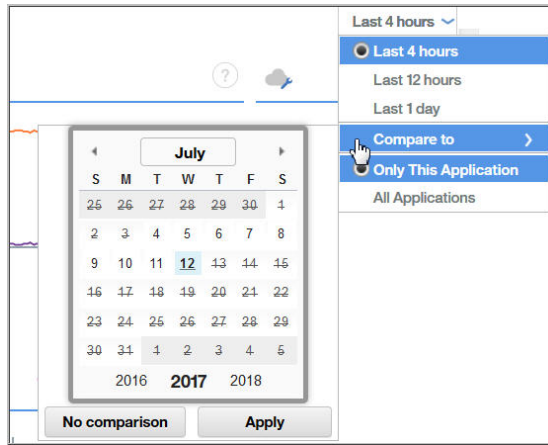 Last 4 hours
Last 4 hours
Last 12 hours
Last 1 day
Compare to
Only This Application
All Applications
?
July
S M T W T F S
25 26 27 28 29 30 1
2 3 4 5 6 7 8
9 10 11 12 13 14 15
16 17 18 19 20 21 22
23 24 25 26 27 28 29
30 31 1 2 3 4 5
2016 2017 2018
No comparison Apply